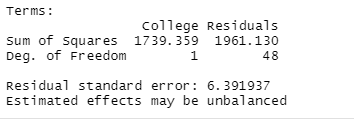 Terms:
                 College Residuals
Sum of Squares  1739.359  1961.130
Deg. of Freedom        1        48
Residual standard error: 6.391937
Estimated effects may be unbalanced